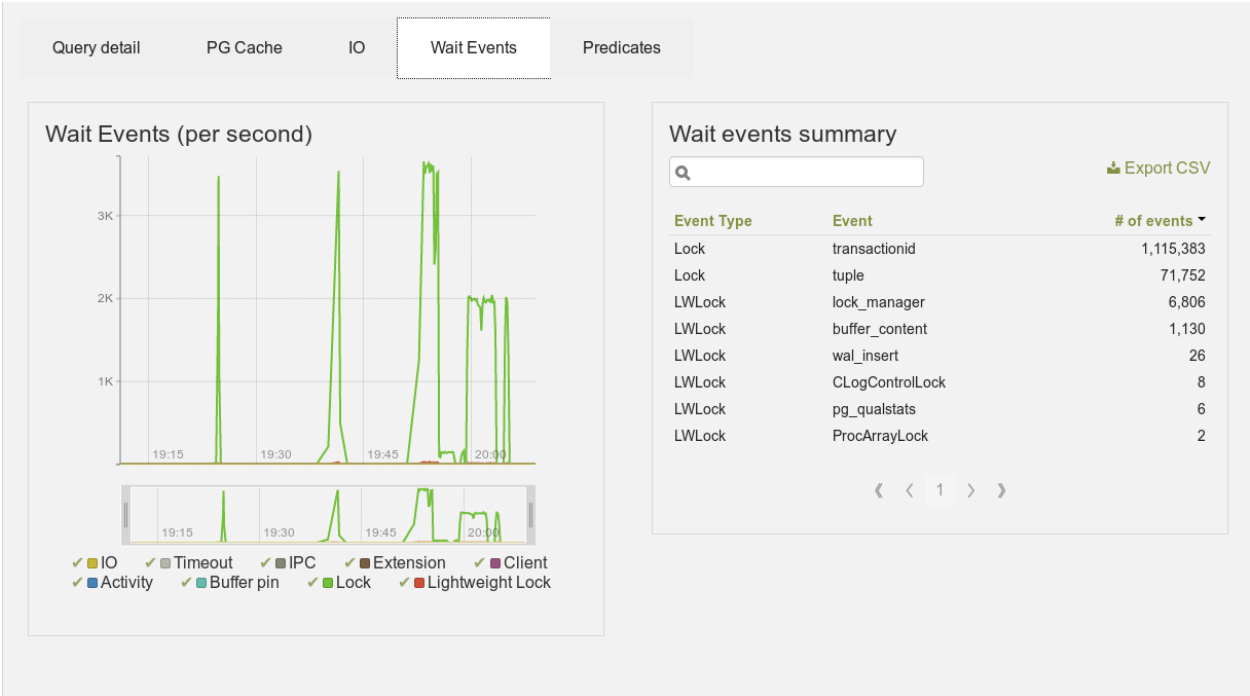 Query detail PG Cache IO Wait Events Predicates
Wait Events (per second)
3K
2K
1K
19:15 19:30 19:45 20:00
19:15 19:30 19:45 20:00
IO Timeout IPC Extension Client
Activity Buffer pin Lock Lightweight Lock
Wait events summary
Export CSV
Event Type Event # of events
Lock transactionid 1,115,383
Lock tuple 71,752
LWLock lock_manager 6,806
LWLock buffer_content 1,130
LWLock wal_insert 26
LWLock CLogControlLock 8
LWLock pg_qualstats 6
LWLock ProcArrayLock 2
《 〈 1 〉 》